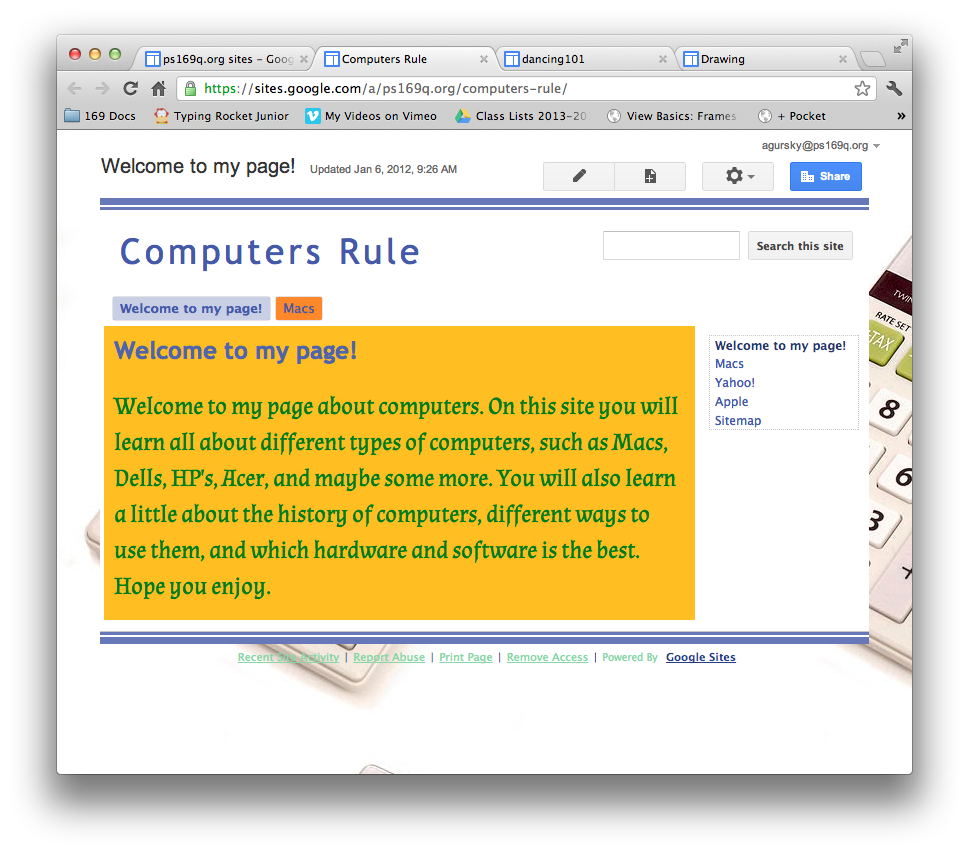 ps169q.org sites – Goog
Computers Rule
dancing101
Drawing
https://sites.google.com/a/ps169q.org/computers-rule/
169 Docs
Typing Rocket Junior
My Videos on Vimeo
Class Lists 2013-20
View Basics: Frames
+ Pocket
»
agursky@ps169q.org
Welcome to my page!
Updated Jan 6, 2012, 9:26 AM
Share
Computers Rule
Search this site
Welcome to my page!
Macs
Welcome to my page!
Welcome to my page about computers. On this site you will
learn all about different types of computers, such as Macs,
Dells, HP's, Acer, and maybe some more. You will also learn
a little about the history of computers, different ways to
use them, and which hardware and software is the best.
Hope you enjoy.
Welcome to my page!
Macs
Yahoo!
Apple
Sitemap
TWIN
RATE SET
TAX
8
6
3
+
Recent Site Activity | Report Abuse | Print Page | Remove Access | Powered By Google Sites